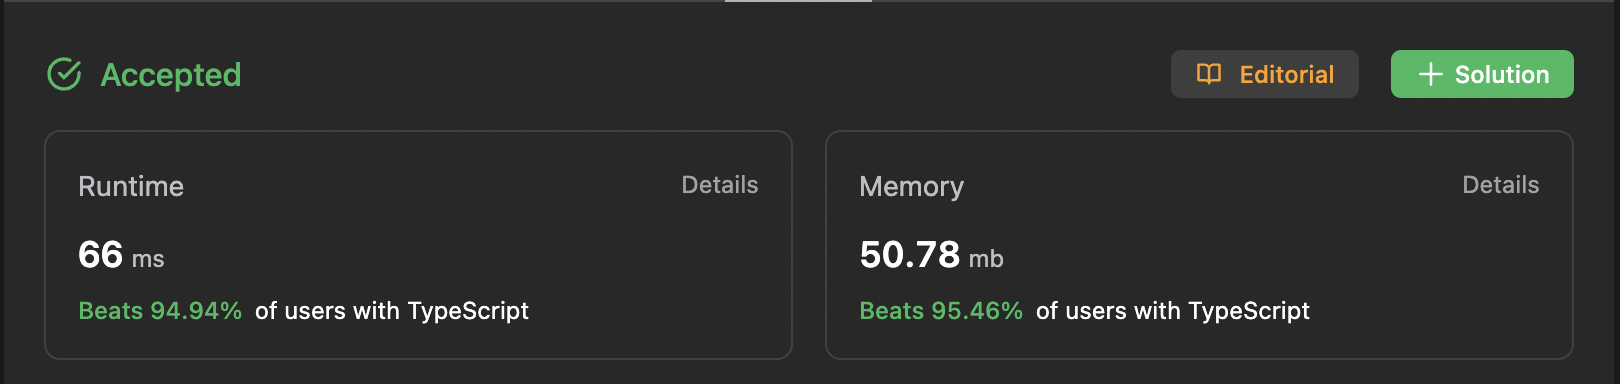 Accepted
Editorial
+ Solution
Runtime
Details
66 ms
Beats 94.94% of users with TypeScript
Memory
Details
50.78 mb
Beats 95.46% of users with TypeScript